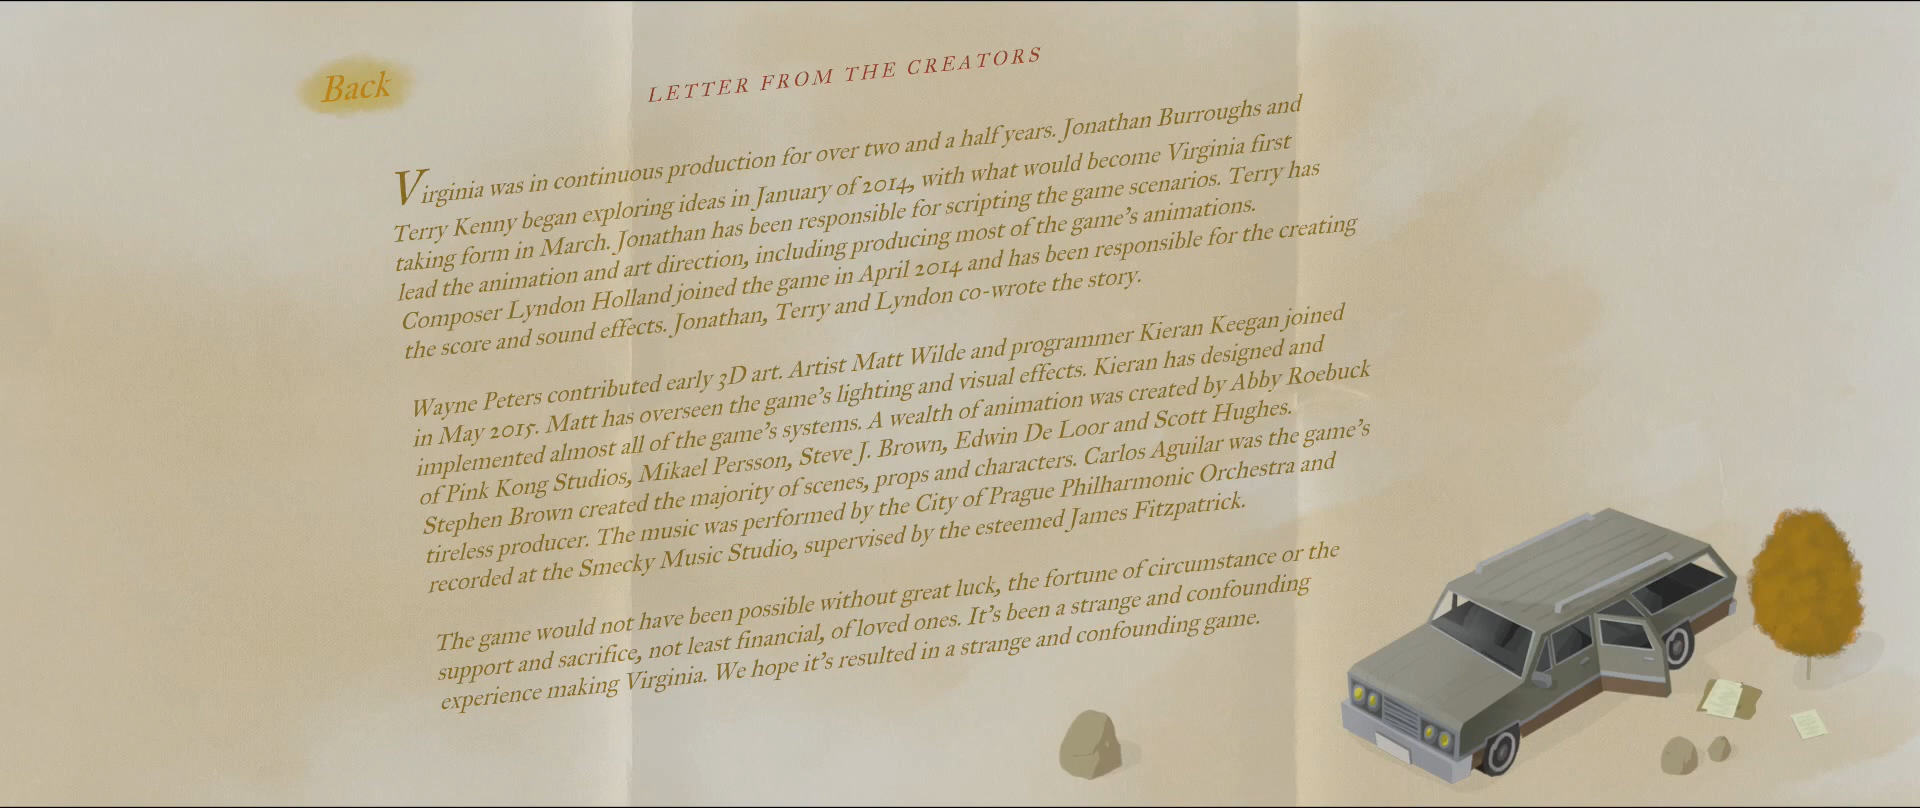 Back
LETTER FROM THE CREATORS
Virginia was in continuous production for over two and a half years. Jonathan Burroughs and
Terry Kenny began exploring ideas in January of 2014, with what would become Virginia first
taking form in March. Jonathan has been responsible for scripting the game scenarios. Terry has
lead the animation and art direction, including producing most of the game's animations.
Composer Lyndon Holland joined the game in April 2014 and has been responsible for the creating
the score and sound effects. Jonathan, Terry and Lyndon co-wrote the story.
Wayne Peters contributed early 3D art. Artist Matt Wilde and programmer Kieran Keegan joined
in May 2015. Matt has overseen the game's lighting and visual effects. Kieran has designed and
implemented almost all of the game's systems. A wealth of animation was created by Abby Roebuck
of Pink Kong Studios, Mikael Persson, Steve J. Brown, Edwin De Loor and Scott Hughes.
Stephen Brown created the majority of scenes, props and characters. Carlos Aguilar was the game's
tireless producer. The music was performed by the City of Prague Philharmonic Orchestra and
recorded at the Smecky Music Studio, supervised by the esteemed James Fitzpatrick.
The game would not have been possible without great luck, the fortune of circumstance or the
support and sacrifice, not least financial, of loved ones. It's been a strange and confounding
experience making Virginia. We hope it's resulted in a strange and confounding game.